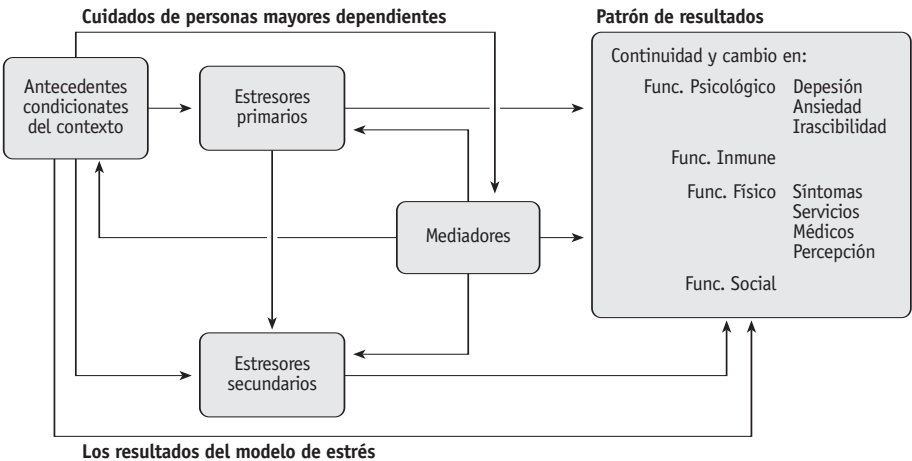 Cuidados de personas mayores dependientes
Patrón de resultados
Antecedentes
condicionates
del contexto
Estresores
primarios
Mediadores
Estresores
secundarios
Continuidad y cambio en:
Func. Psicológico Depesión
Ansiedad
Irascibilidad
Func. Inmune
Func. Físico Síntomas
Servicios
Médicos
Percepción
Func. Social
Los resultados del modelo de estrés